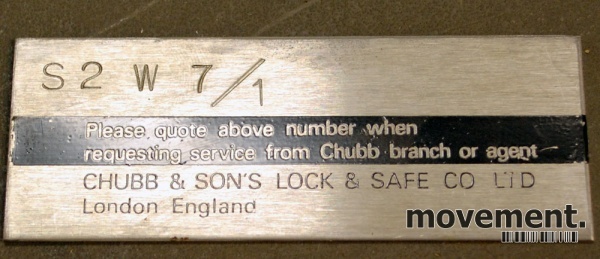 S2 W 7/1
Please quote above number when
requesting service from Chubb branch or agent
CHUBB & SON'S LOCK & SAFE CO LTD
London England
movement.